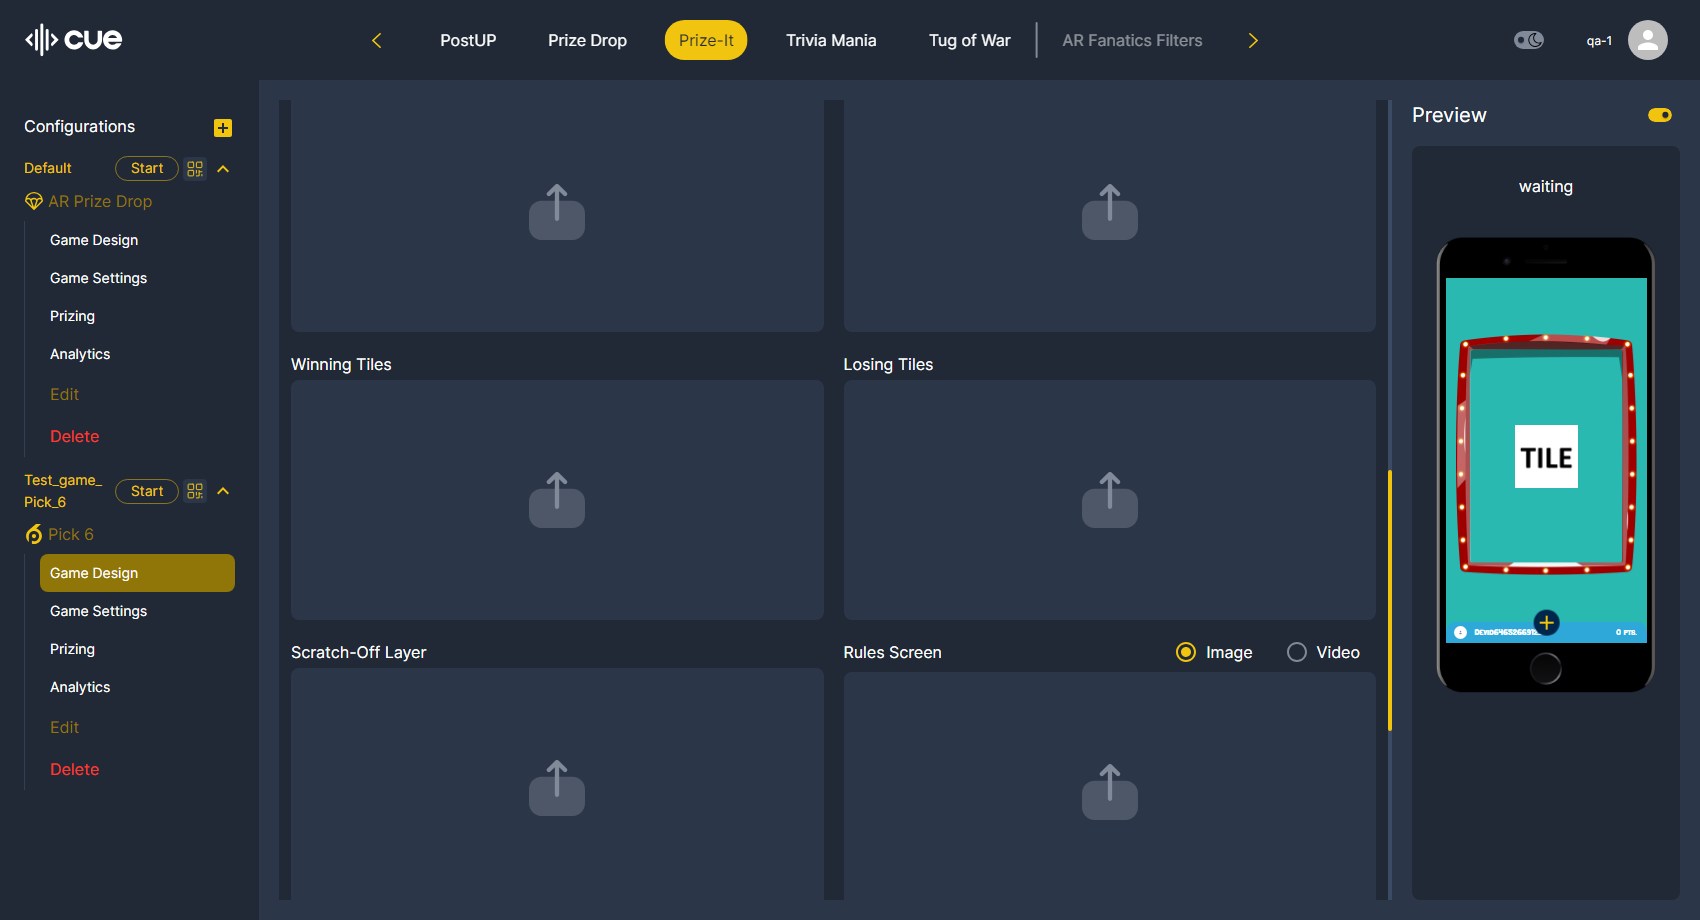 cue
PostUP
Prize Drop
Prize-It
Trivia Mania
Tug of War
AR Fanatics Filters
qa-1
Configurations
Default
Start
AR Prize Drop
Game Design
Game Settings
Prizing
Analytics
Edit
Delete
Test_game_
Pick_6
Start
Pick 6
Game Design
Game Settings
Prizing
Analytics
Edit
Delete
Winning Tiles
Losing Tiles
Scratch-Off Layer
Rules Screen
Image
Video
Preview
waiting
TILE
0 PTS.